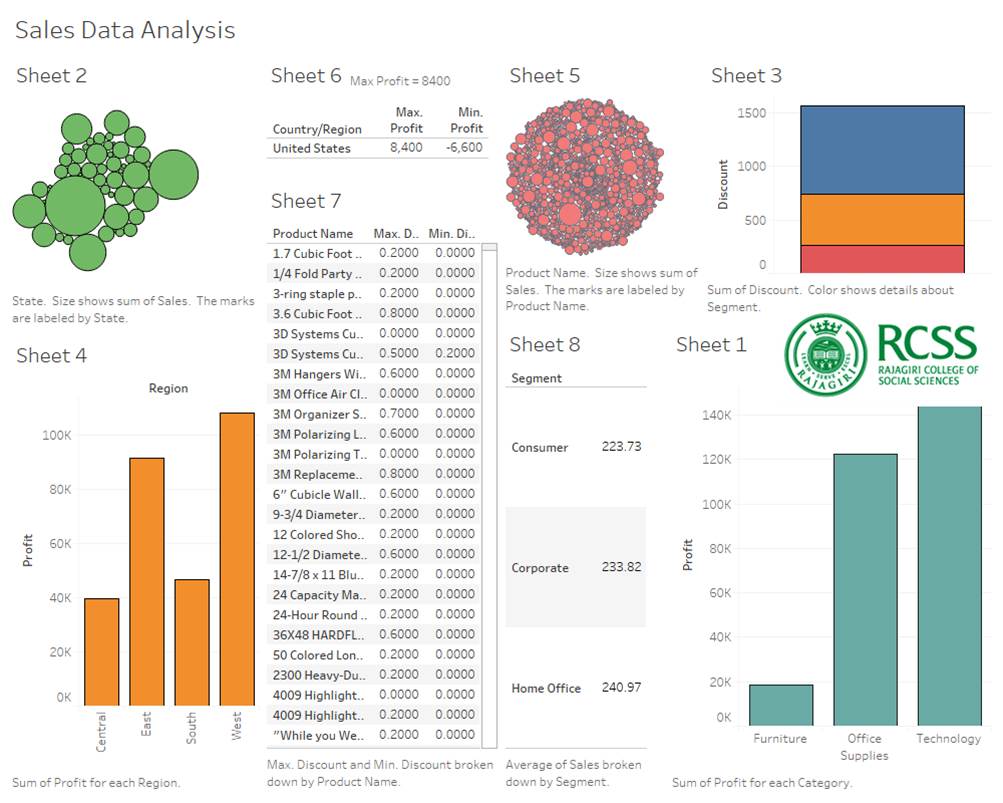 Sales Data Analysis
Sheet 2
State. Size shows sum of Sales. The marks
are labeled by State.
Sheet 6 Max Profit = 8400
Country/Region Max. Profit Min. Profit
United States 8,400 -6,600
Sheet 5
Product Name. Size shows sum of
Sales. The marks are labeled by
Product Name.
Sheet 3
Discount
1500
1000
500
0
Sum of Discount. Color shows details about
Segment.
Sheet 7
Product Name Max. D.. Min. Di..
1.7 Cubic Foot .. 0.2000 0.0000
1/4 Fold Party .. 0.2000 0.0000
3-ring staple p.. 0.2000 0.0000
3.6 Cubic Foot .. 0.8000 0.0000
3D Systems Cu.. 0.0000 0.0000
3D Systems Cu.. 0.5000 0.2000
3M Hangers Wi.. 0.6000 0.0000
3M Office Air Cl.. 0.0000 0.0000
3M Organizer S.. 0.7000 0.0000
3M Polarizing L.. 0.6000 0.0000
3M Polarizing T.. 0.0000 0.0000
3M Replaceme.. 0.8000 0.0000
6" Cubicle Wall.. 0.6000 0.0000
9-3/4 Diameter.. 0.2000 0.0000
12 Colored Sho.. 0.2000 0.0000
12-1/2 Diamete.. 0.6000 0.0000
14-7/8 x 11 Blu.. 0.2000 0.0000
24 Capacity Ma.. 0.2000 0.0000
24-Hour Round .. 0.2000 0.0000
36X48 HARDFL.. 0.6000 0.0000
50 Colored Lon.. 0.2000 0.0000
2300 Heavy-Du.. 0.2000 0.0000
4009 Highlight.. 0.0000 0.0000
4009 Highlight.. 0.2000 0.0000
"While you We.. 0.2000 0.0000
Max. Discount and Min. Discount broken
down by Product Name.
Sheet 4
Region
Profit
100K
80K
60K
40K
20K
0K
Central
East
South
West
Sum of Profit for each Region.
Sheet 8
Segment
Consumer 223.73
Corporate 233.82
Home Office 240.97
Average of Sales broken
down by Segment.
Sheet 1
RAJAGIRI
RCSS
RAJAGIRI COLLEGE OF
SOCIAL SCIENCES
Profit
140K
120K
100K
80K
60K
40K
20K
0K
Furniture
Office
Supplies
Technology
Sum of Profit for each Category.